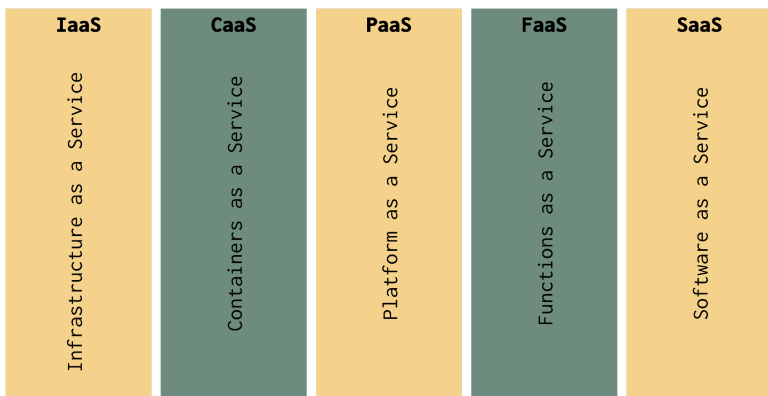 IaaS
Infrastructure as a Service
CaaS
Containers as a Service
PaaS
Platform as a Service
FaaS
Functions as a Service
SaaS
Software as a Service